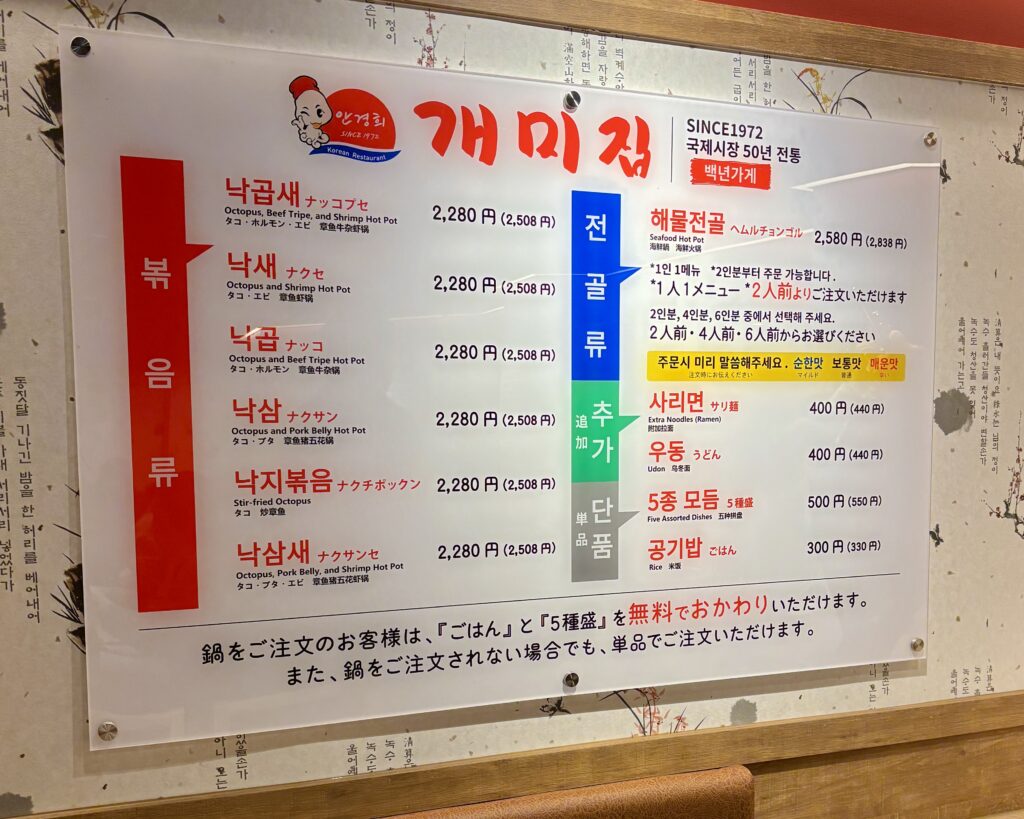 안경희
SINCE 1972
Korean Restaurant
개미집
SINCE1972
국제시장 50년 전통
백년가게
볶음류
낙곱새 ナッコプセ
Octopus, Beef Tripe, and Shrimp Hot Pot
タコ・ホルモン・エビ 章鱼牛杂虾锅
2,280 円 (2,508 円)
낙새 ナクセ
Octopus and Shrimp Hot Pot
タコ・エビ 章鱼虾锅
2,280 円 (2,508 円)
낙곱 ナッコ
Octopus and Beef Tripe Hot Pot
タコ・ホルモン 章鱼牛杂锅
2,280 円 (2,508 円)
낙삼 ナクサン
Octopus and Pork Belly Hot Pot
タコ・ブタ 章鱼猪五花锅
2,280 円 (2,508 円)
낙지볶음 ナクチポックン
Stir-fried Octopus
タコ 炒章鱼
2,280 円 (2,508 円)
낙삼새 ナクサンセ
Octopus, Pork Belly, and Shrimp Hot Pot
タコ・ブタ・エビ 章鱼猪五花虾锅
2,280 円 (2,508 円)
전골류
해물전골 ヘムルチョンゴル
Seafood Hot Pot
海鮮鍋 海鲜火锅
2,580 円 (2,838 円)
*1인 1메뉴 *2인분부터 주문 가능합니다.
*1人1メニュー *2人前よりご注文いただけます
2인분, 4인분, 6인분 중에서 선택해 주세요.
2人前・4人前・6人前からお選びください
주문시 미리 말씀해주세요. 순한맛 보통맛 매운맛
注文時にお伝えください マイルド 普通 辛い
추가
追加
사리면 サリ麺
Extra Noodles (Ramen)
附加拉面
400 円 (440 円)
우동 うどん
Udon 乌冬面
400 円 (440 円)
단품
単品
5종 모듬 5種盛
Five Assorted Dishes 五种拼盘
500 円 (550 円)
공기밥 ごはん
Rice 米饭
300 円 (330 円)
鍋をご注文のお客様は、『ごはん』と『5種盛』を無料でおかわりいただけます。
また、鍋をご注文されない場合でも、単品でご注文いただけます。